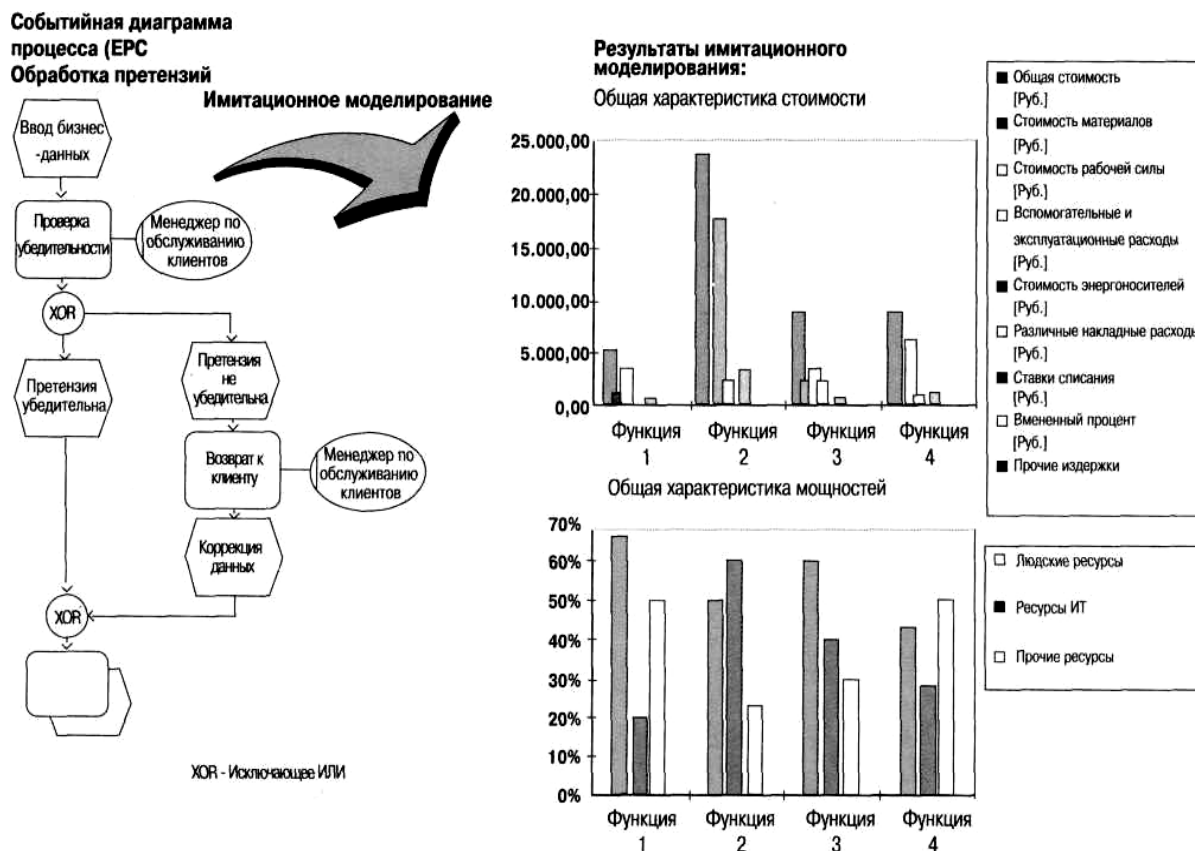 Событийная диаграмма
процесса (EPC
Обработка претензий
Имитационное моделирование
Ввод бизнес
-данных
Проверка
убедительности
Менеджер по
обслуживанию
клиентов
XOR
Претензия
убедительна
Претензия
не
убедительна
Возврат к
клиенту
Менеджер по
обслуживанию
клиентов
Коррекция
данных
XOR
XOR - Исключающее ИЛИ
Результаты имитационного
моделирования:
Общая характеристика стоимости
25.000,00
20.000,00
15.000,00
10.000,00
5.000,00
0,00
Функция Функция Функция Функция
1 2 3 4
Общая стоимость
[Руб.]
Стоимость материалов
[Руб.]
Стоимость рабочей силы
[Руб.]
Вспомогательные и
эксплуатационные расходы
[Руб.]
Стоимость энергоносителей
[Руб.]
Различные накладные расходы
[Руб.]
Ставки списания
[Руб.]
Вмененный процент
[Руб.]
Прочие издержки
Общая характеристика мощностей
70%
60%
50%
40%
30%
20%
10%
0%
Функция Функция Функция Функция
1 2 3 4
Людские ресурсы
Ресурсы ИТ
Прочие ресурсы